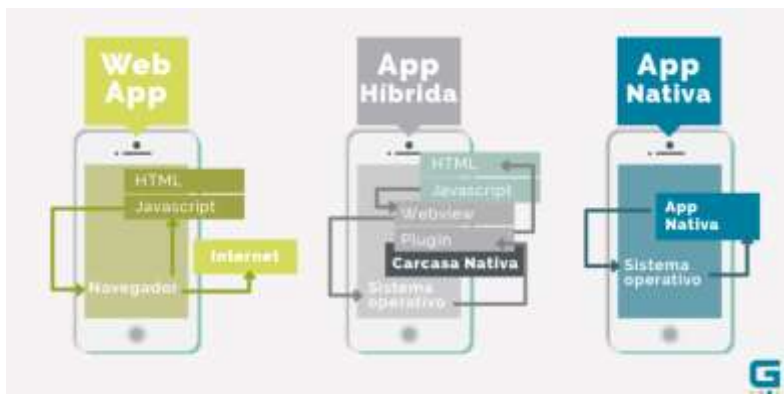 Web
App
HTML
Javascript
Internet
Navegador
App
Híbrida
HTML
Javascript
Webview
Plugin
Carcasa Nativa
Sistema
operativo
App
Nativa
App
Nativa
Sistema
operativo
G